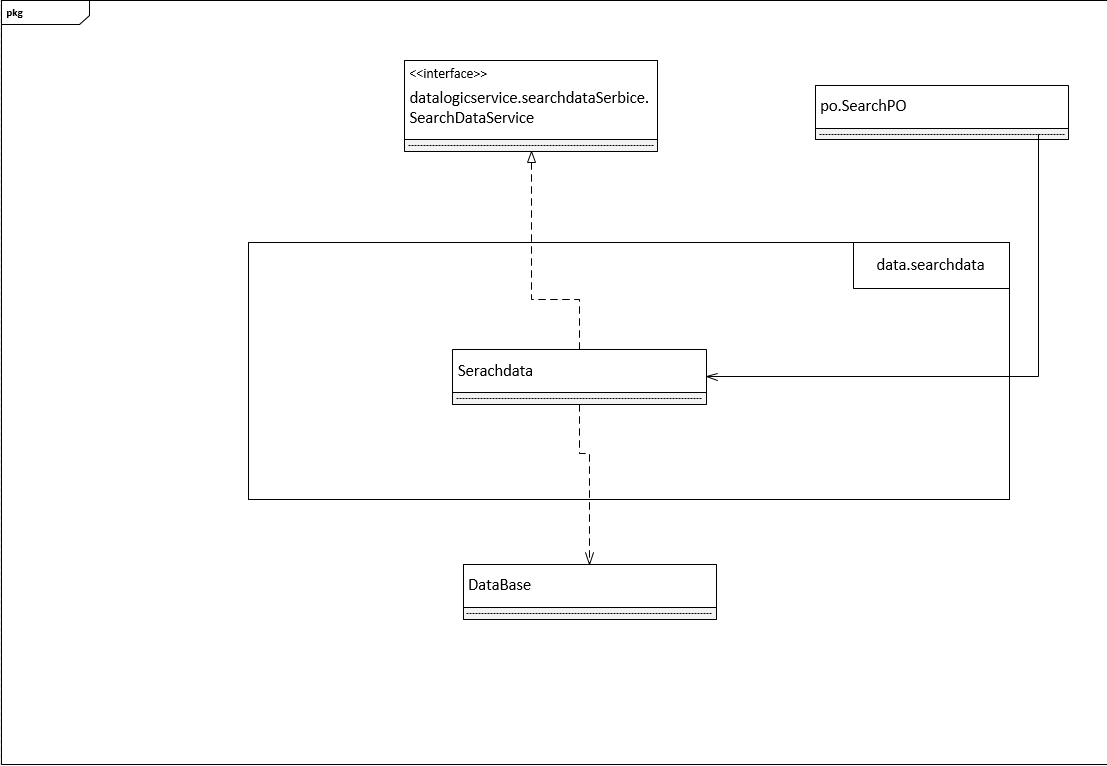 pkg
<<interface>>
datalogicservice.searchdataSerbice.
SearchDataService
po.SearchPO
data.searchdata
Serachdata
DataBase